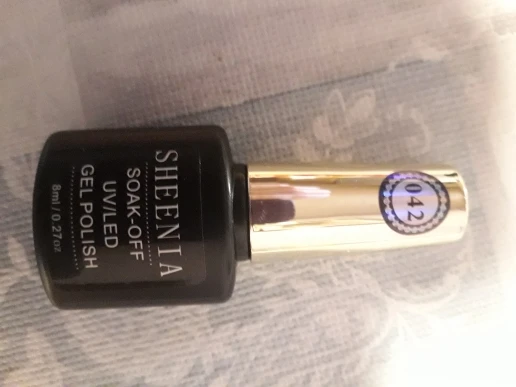 SHEENIA
SOAK-OFF
UV/LED
GEL POLISH
8ml / 0.27oz
042